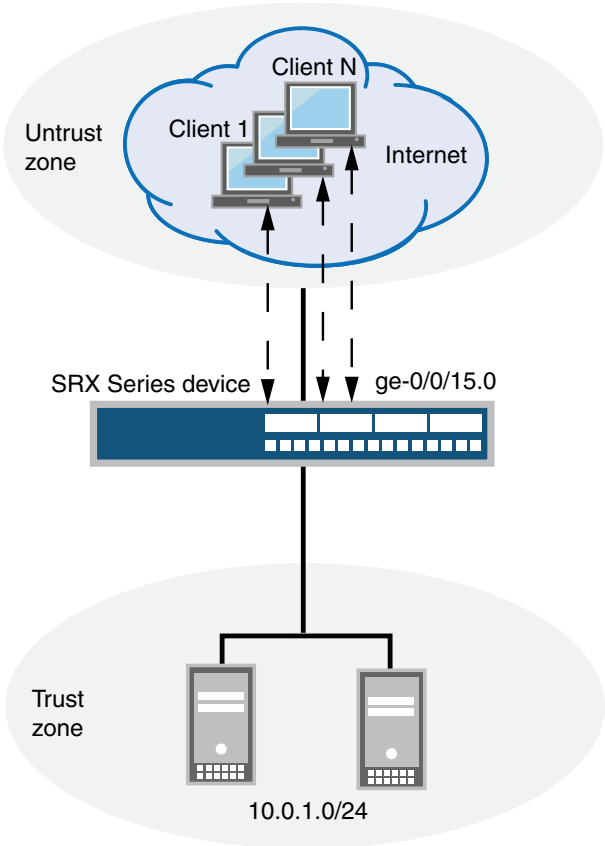 Client N
Client 1
Untrust
zone
Internet
SRX Series device
ge-0/0/15.0
Trust
zone
10.0.1.0/24